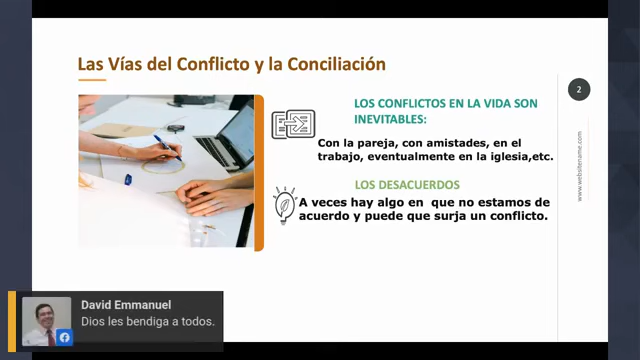 Las Vías del Conflicto y la Conciliación
2
LOS CONFLICTOS EN LA VIDA SON
INEVITABLES:
Con la pareja, con amistades, en el
trabajo, eventualmente en la iglesia,etc.
LOS DESACUERDOS
A veces hay algo en  que no estamos de
acuerdo y puede que surja un conflicto.
www.websitename.com
David Emmanuel
Dios les bendiga a todos.